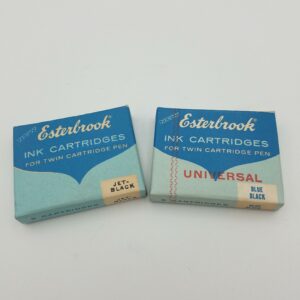 Esterbrook®
INK CARTRIDGES
FOR TWIN CARTRIDGE PEN
JET-
BLACK
Esterbrook®
INK CARTRIDGES
FOR TWIN CARTRIDGE PEN
UNIVERSAL
BLUE
BLACK